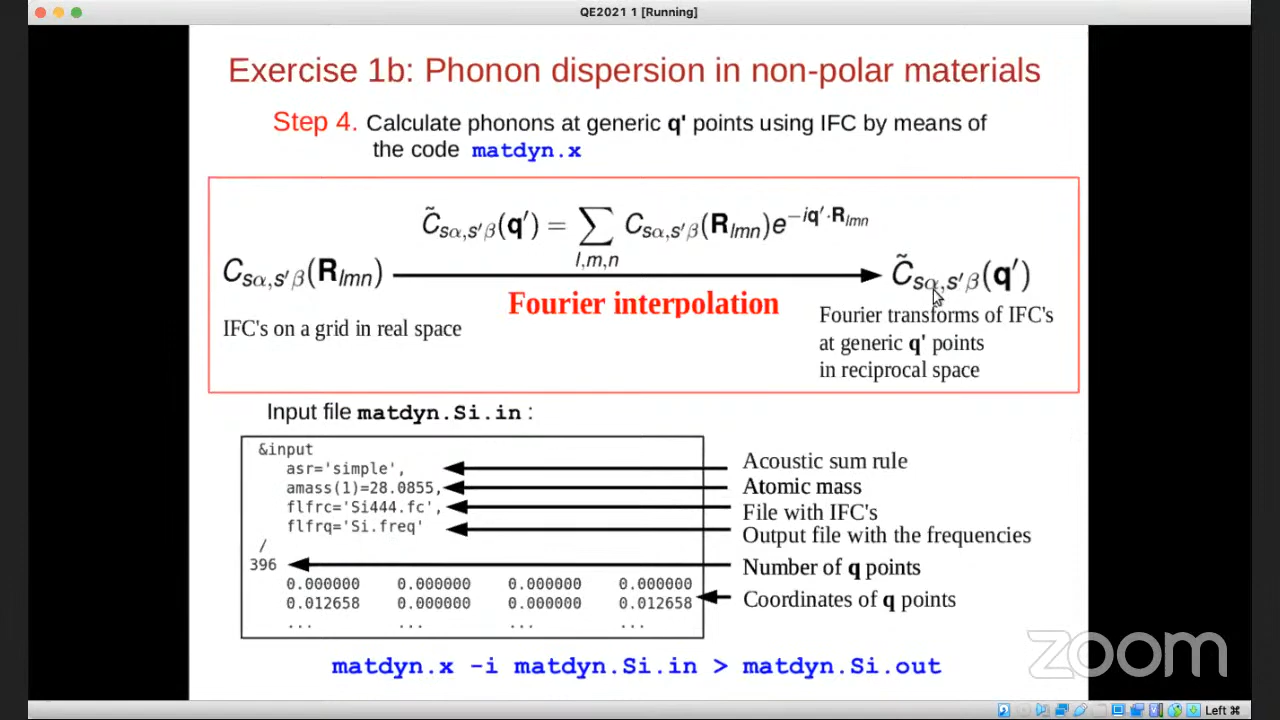 QE2021 1 [Running]
Exercise 1b: Phonon dispersion in non-polar materials
Step 4. Calculate phonons at generic q' points using IFC by means of
the code matdyn.x
C̃sα,s′β(q′) = ∑l,m,n Csα,s′β(Rlmn)e^−iq′·Rlmn
Csα,s′β(Rlmn)
C̃sα,s′β(q′)
Fourier interpolation
IFC's on a grid in real space
Fourier transforms of IFC's
at generic q' points
in reciprocal space
Input file matdyn.Si.in :
&input
asr='simple',
Acoustic sum rule
amass(1)=28.0855,
Atomic mass
flfrc='Si444.fc',
File with IFC's
flfrq='Si.freq'
Output file with the frequencies
/
396
Number of q points
0.000000 0.000000 0.000000 0.000000
0.012658 0.000000 0.000000 0.012658
Coordinates of q points
... ... ... ...
matdyn.x -i matdyn.Si.in > matdyn.Si.out
zoom
Left ⌘